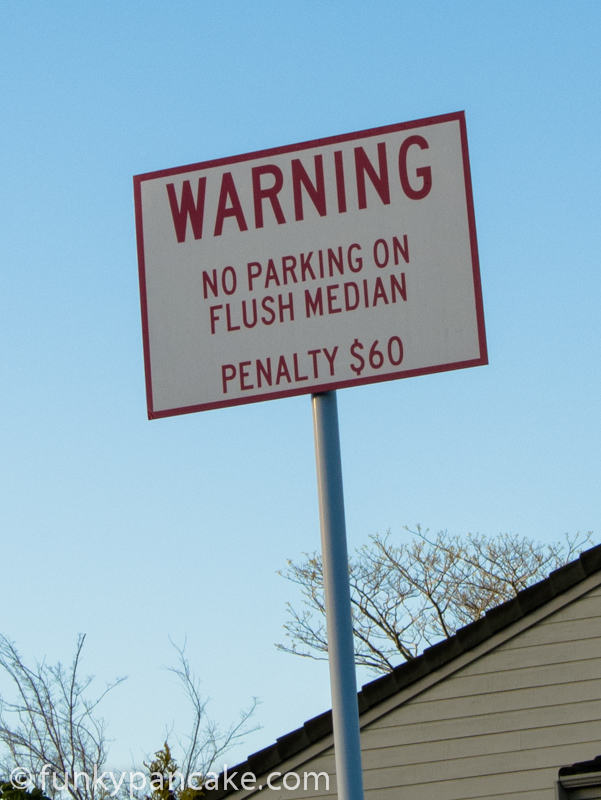 WARNING
NO PARKING ON
FLUSH MEDIAN
PENALTY $60
©funkypancake.com